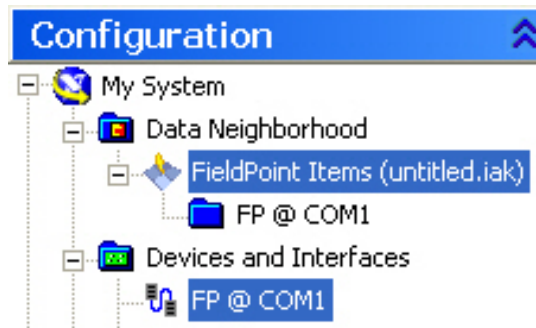 Configuration
My System
Data Neighborhood
FieldPoint Items (untitled.iak)
FP @ COM1
Devices and Interfaces
FP @ COM1